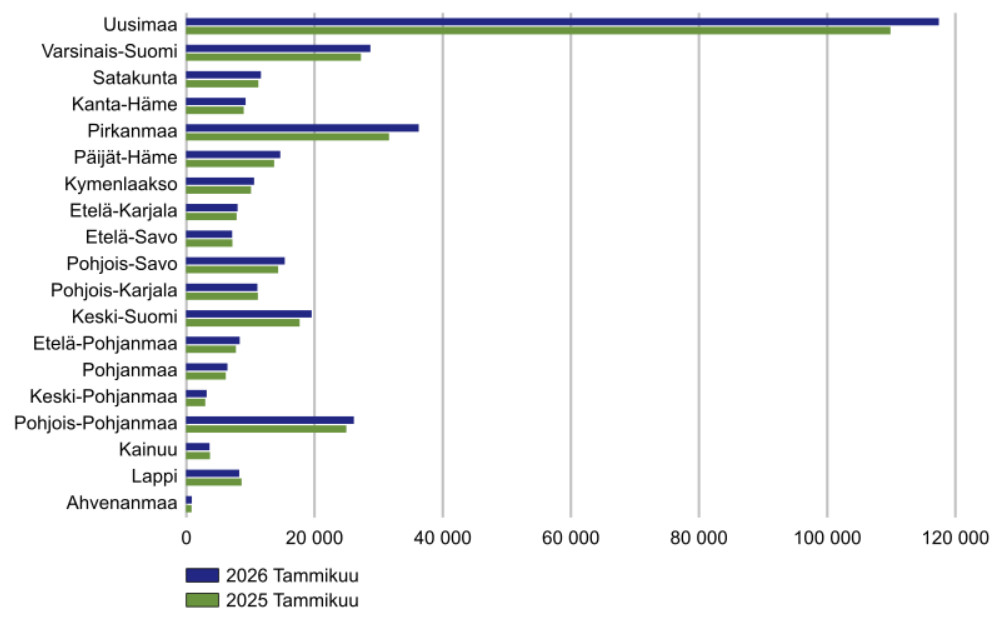 Uusimaa
Varsinais-Suomi
Satakunta
Kanta-Häme
Pirkanmaa
Päijät-Häme
Kymenlaakso
Etelä-Karjala
Etelä-Savo
Pohjois-Savo
Pohjois-Karjala
Keski-Suomi
Etelä-Pohjanmaa
Pohjanmaa
Keski-Pohjanmaa
Pohjois-Pohjanmaa
Kainuu
Lappi
Ahvenanmaa
0 20 000 40 000 60 000 80 000 100 000 120 000
2026 Tammikuu
2025 Tammikuu